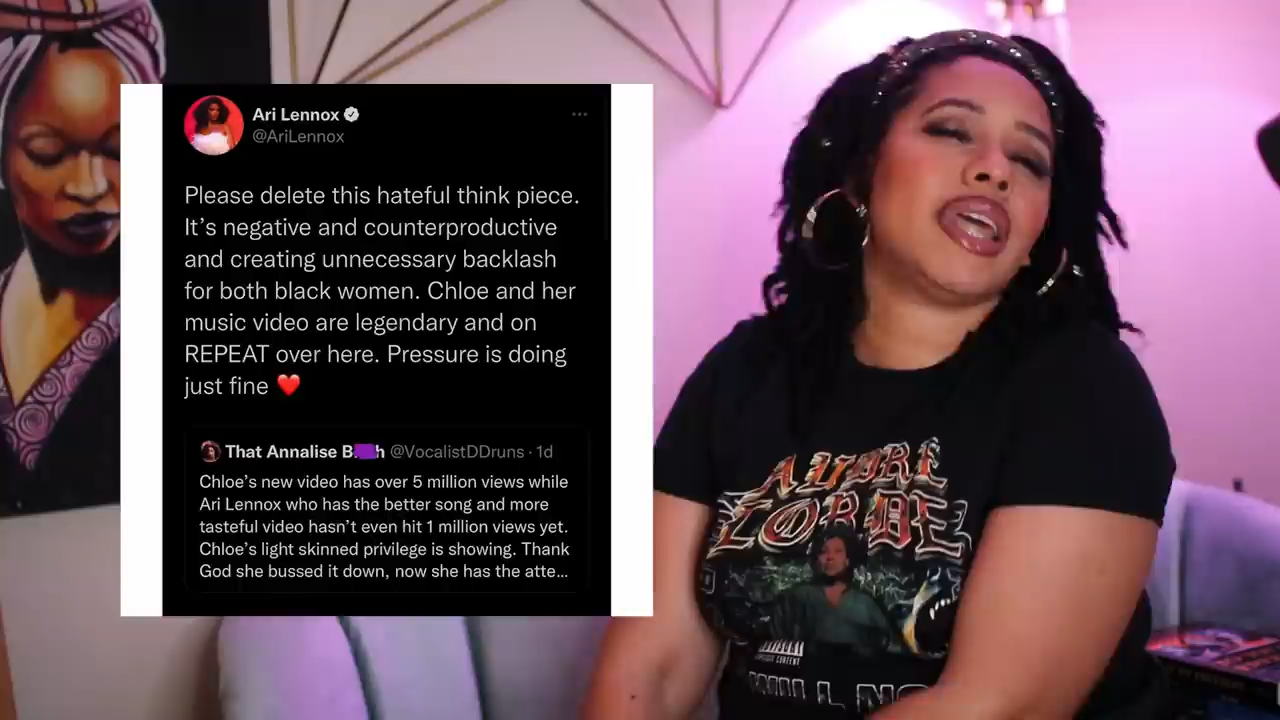 Ari Lennox
@AriLennox
Please delete this hateful think piece.
It's negative and counterproductive
and creating unnecessary backlash
for both black women. Chloe and her
music video are legendary and on
REPEAT over here. Pressure is doing
just fine ❤️
That Annalise B h @VocalistDDruns · 1d
Chloe's new video has over 5 million views while
Ari Lennox who has the better song and more
tasteful video hasn't even hit 1 million views yet.
Chloe's light skinned privilege is showing. Thank
God she bussed it down, now she has the atte...
AUDRE
LORDE